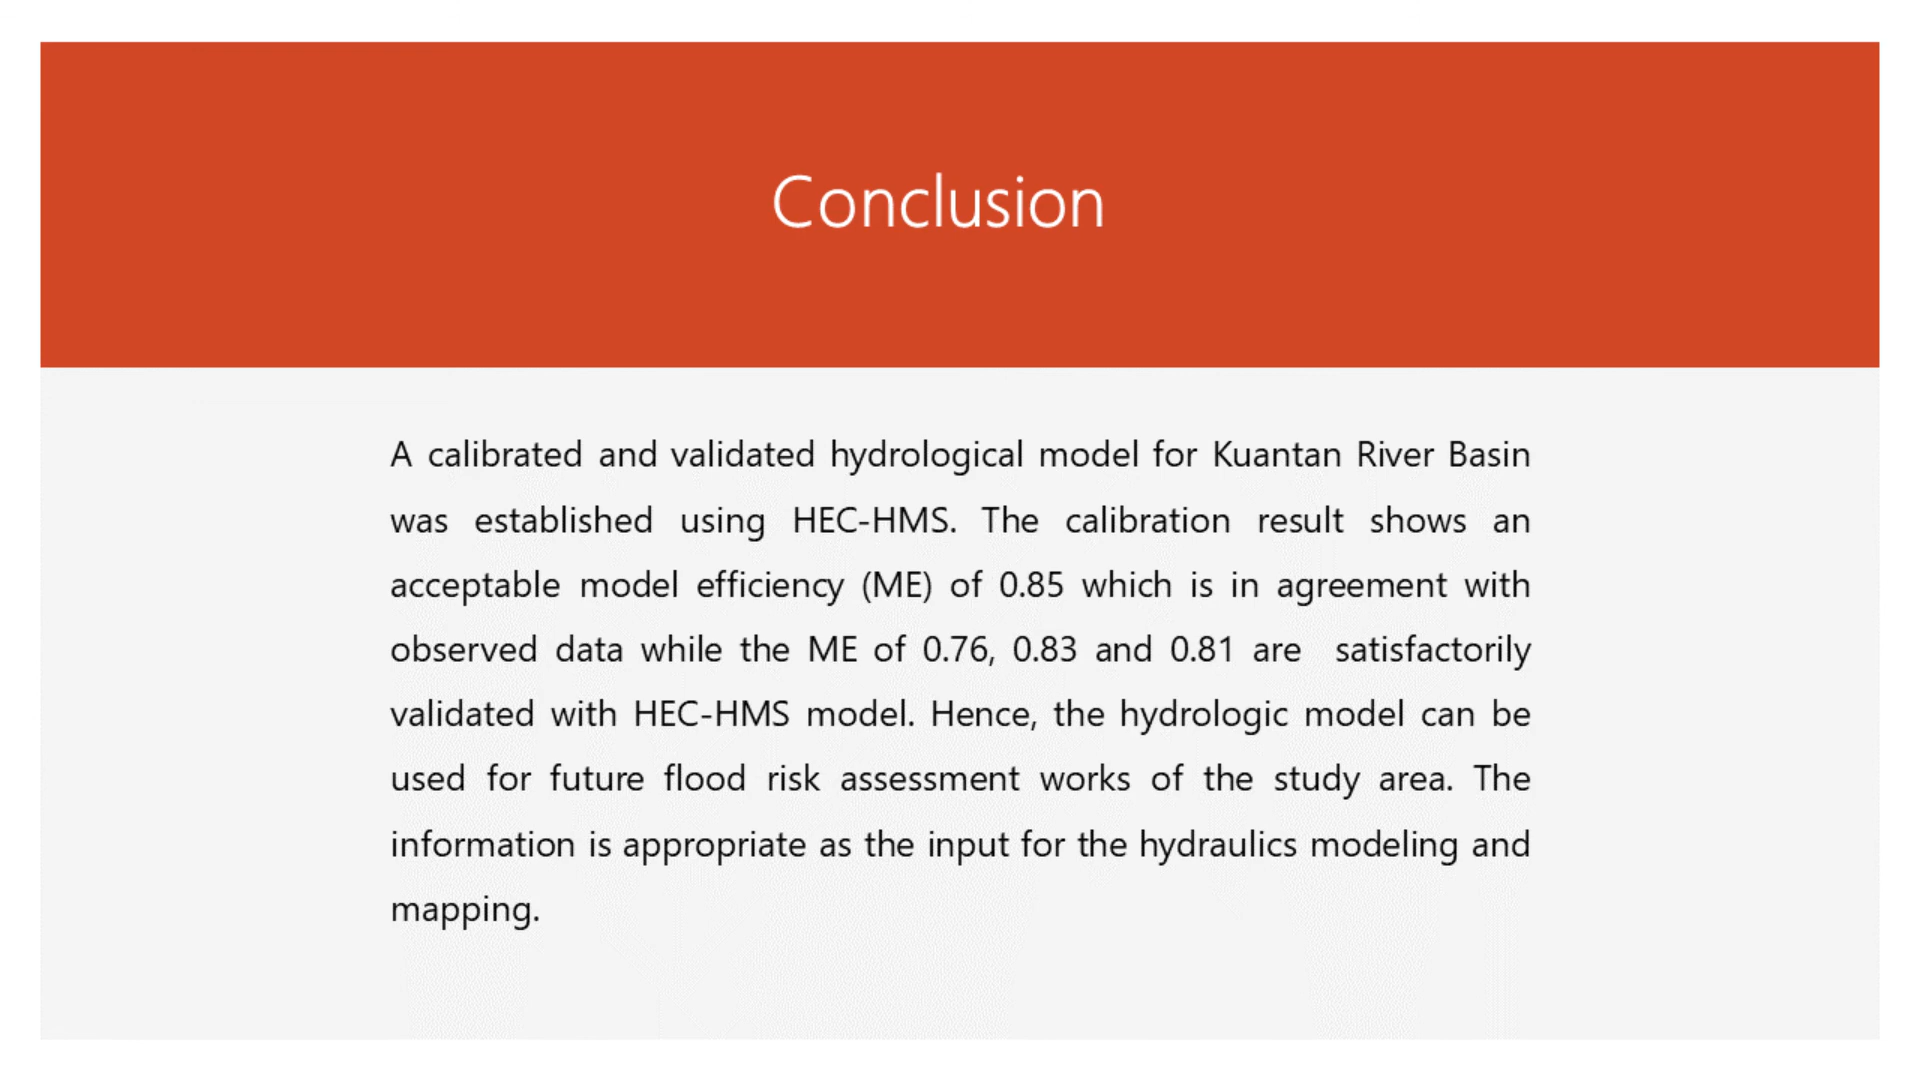 Conclusion
A calibrated and validated hydrological model for Kuantan River Basin
was established using HEC-HMS. The calibration result shows an
acceptable model efficiency (ME) of 0.85 which is in agreement with
observed data while the ME of 0.76, 0.83 and 0.81 are satisfactorily
validated with HEC-HMS model. Hence, the hydrologic model can be
used for future flood risk assessment works of the study area. The
information is appropriate as the input for the hydraulics modeling and
mapping.